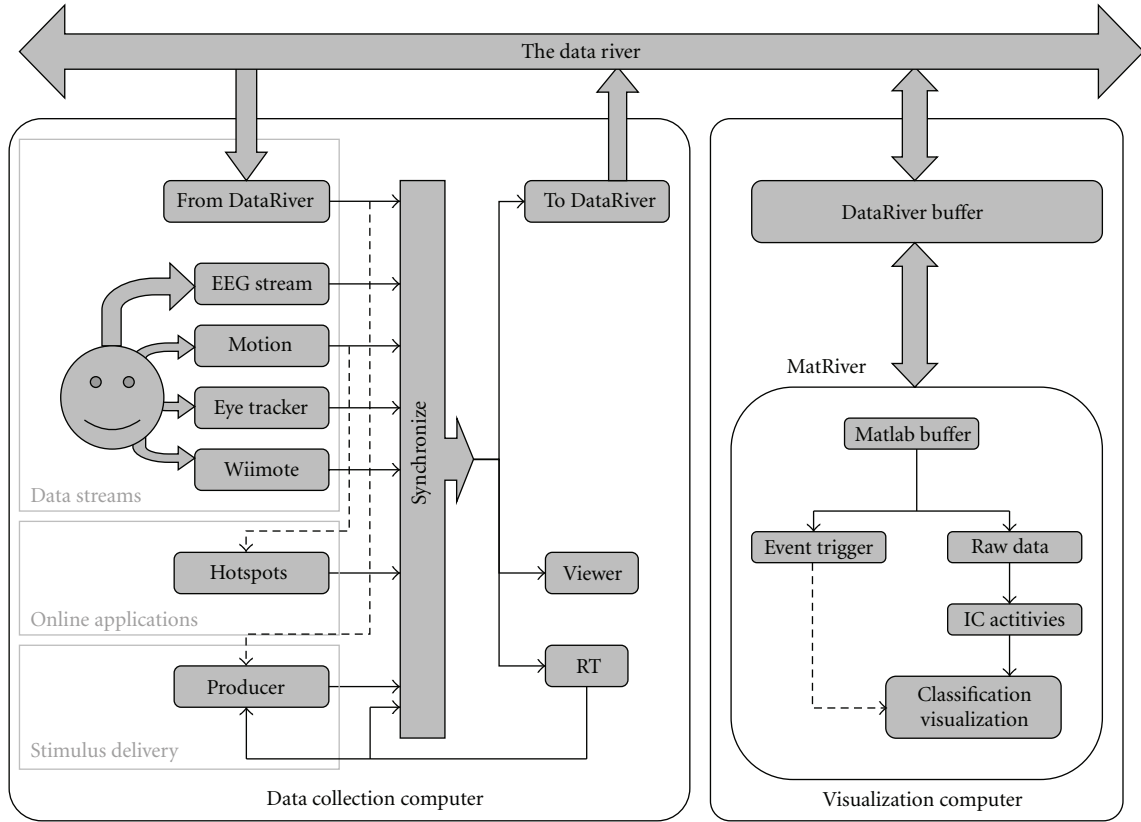 The data river
From DataRiver
To DataRiver
EEG stream
Motion
Eye tracker
Wiimote
Data streams
Synchronize
Hotspots
Online applications
Viewer
Producer
RT
Stimulus delivery
Data collection computer
DataRiver buffer
MatRiver
Matlab buffer
Event trigger
Raw data
IC actitivies
Classification
visualization
Visualization computer